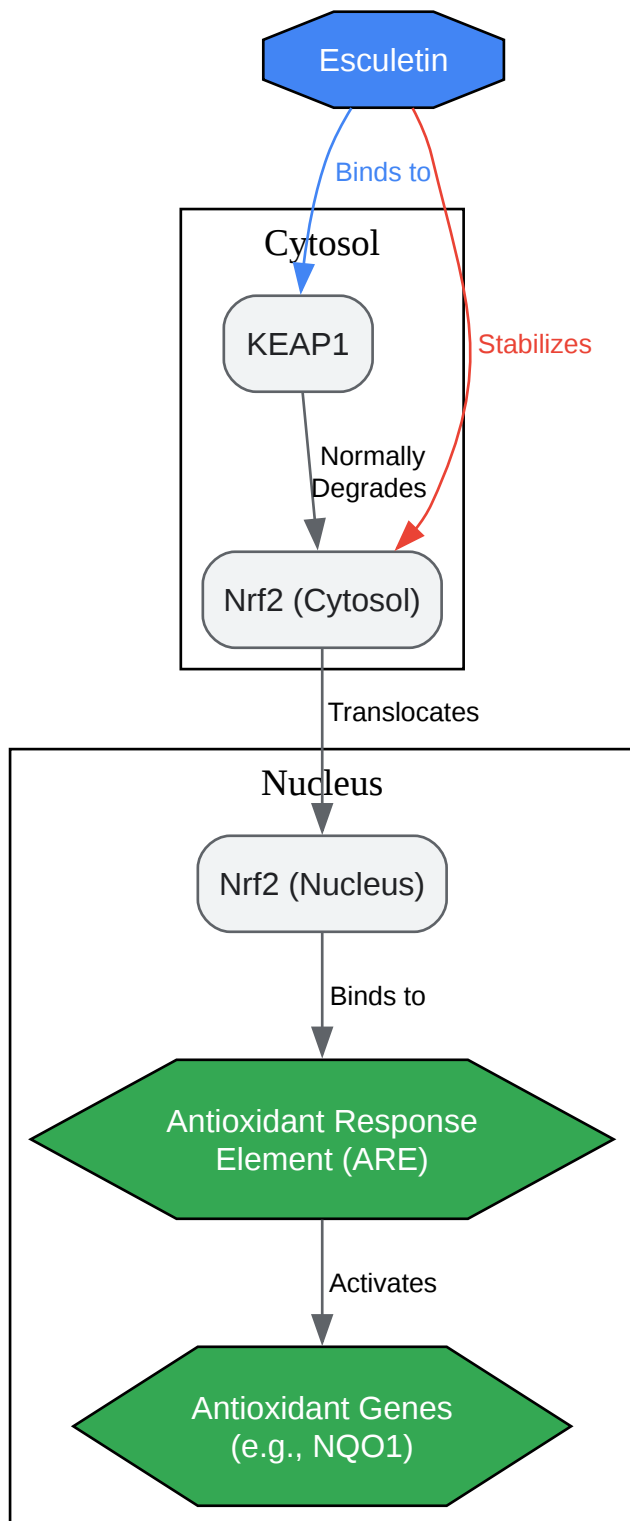 Esculetin
Binds to
Cytosol
KEAP1
Stabilizes
Normally
Degrades
Nrf2 (Cytosol)
Translocates
Nucleus
Nrf2 (Nucleus)
Binds to
Antioxidant Response
Element (ARE)
Activates
Antioxidant Genes
(e.g., NQO1)